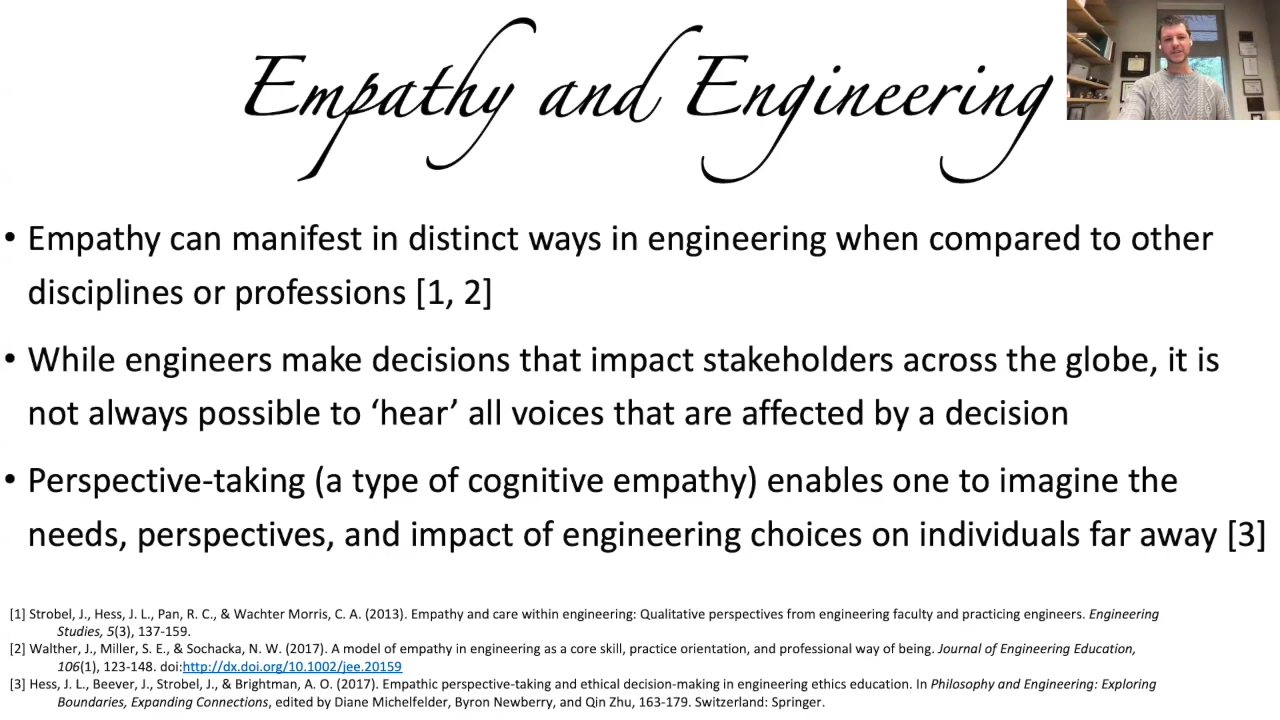 Empathy and Engineering
• Empathy can manifest in distinct ways in engineering when compared to other
disciplines or professions [1, 2]
• While engineers make decisions that impact stakeholders across the globe, it is
not always possible to ‘hear’ all voices that are affected by a decision
• Perspective-taking (a type of cognitive empathy) enables one to imagine the
needs, perspectives, and impact of engineering choices on individuals far away [3]
[1] Strobel, J., Hess, J. L., Pan, R. C., & Wachter Morris, C. A. (2013). Empathy and care within engineering: Qualitative perspectives from engineering faculty and practicing engineers. Engineering
Studies, 5(3), 137-159.
[2] Walther, J., Miller, S. E., & Sochacka, N. W. (2017). A model of empathy in engineering as a core skill, practice orientation, and professional way of being. Journal of Engineering Education,
106(1), 123-148. doi:http://dx.doi.org/10.1002/jee.20159
[3] Hess, J. L., Beever, J., Strobel, J., & Brightman, A. O. (2017). Empathic perspective-taking and ethical decision-making in engineering ethics education. In Philosophy and Engineering: Exploring
Boundaries, Expanding Connections, edited by Diane Michelfelder, Byron Newberry, and Qin Zhu, 163-179. Switzerland: Springer.